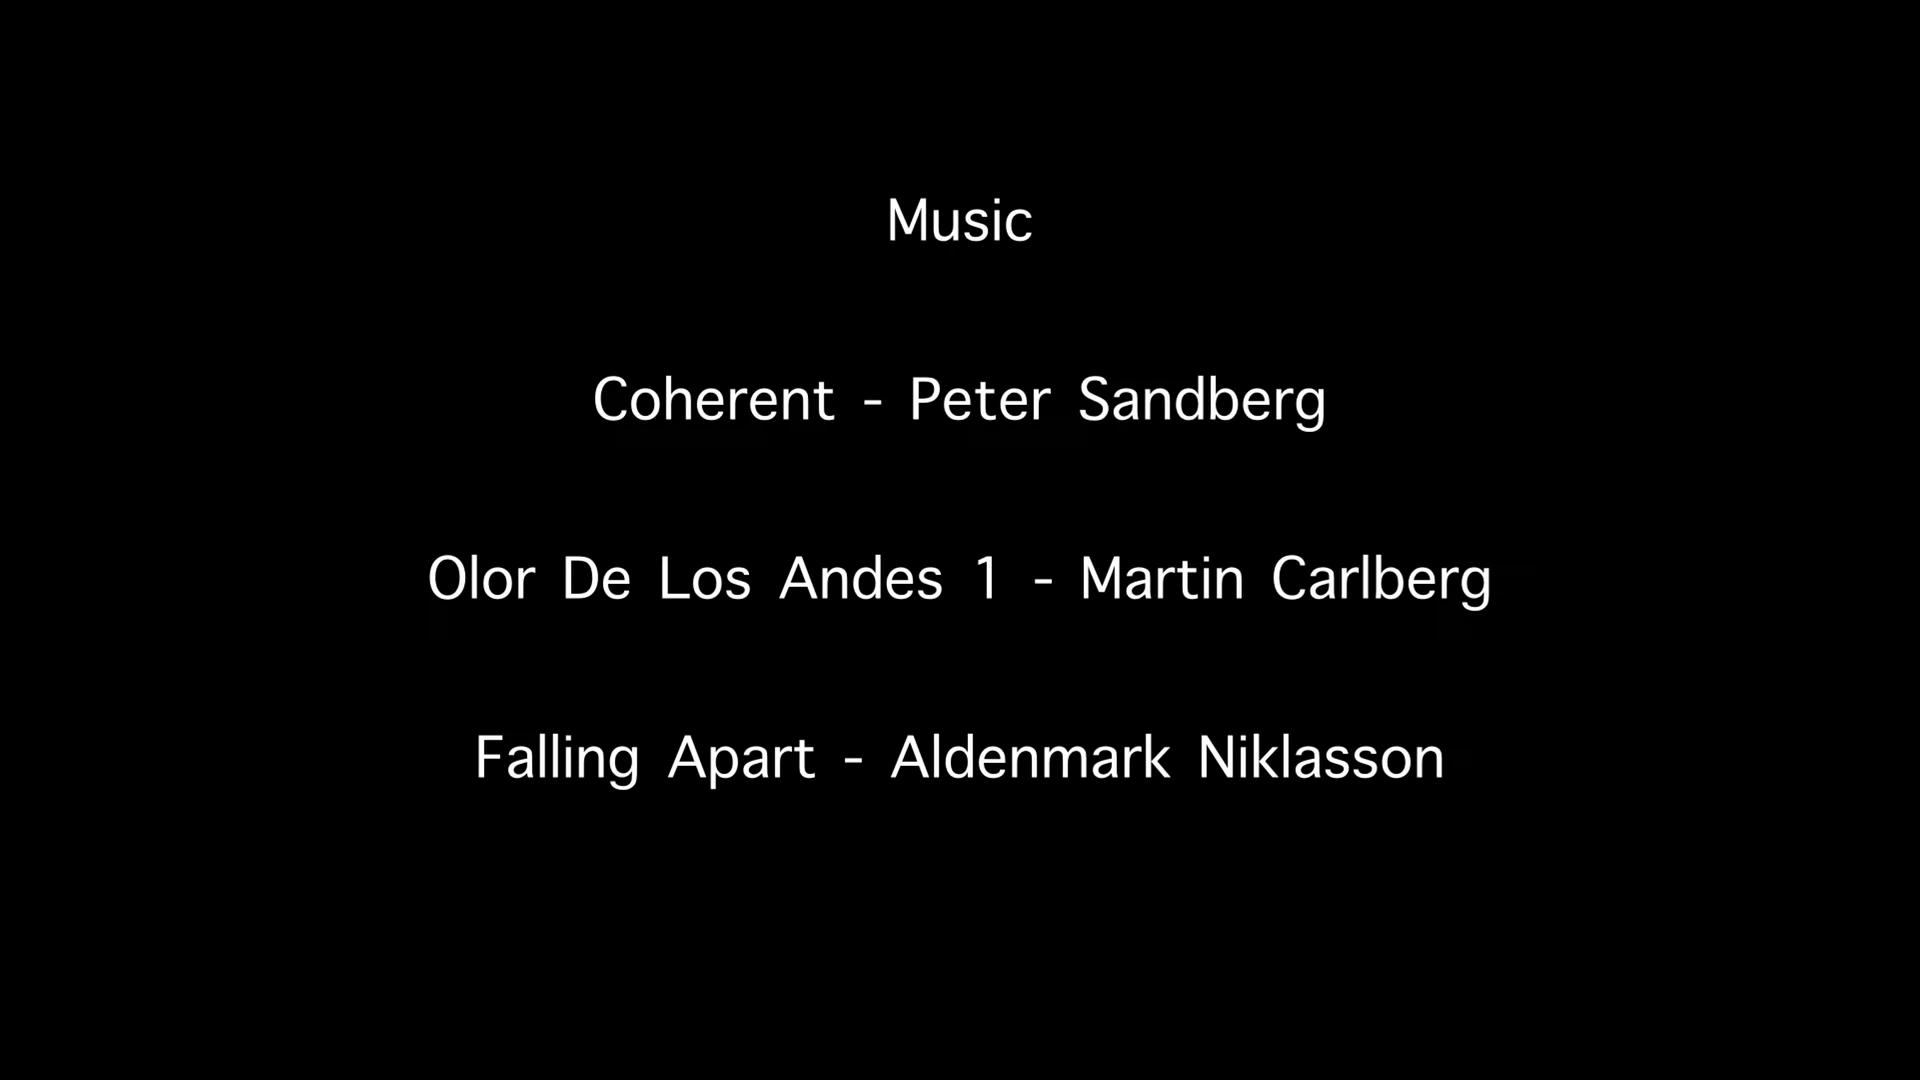 Music
Coherent - Peter Sandberg
Olor De Los Andes 1 - Martin Carlberg
Falling Apart - Aldenmark Niklasson